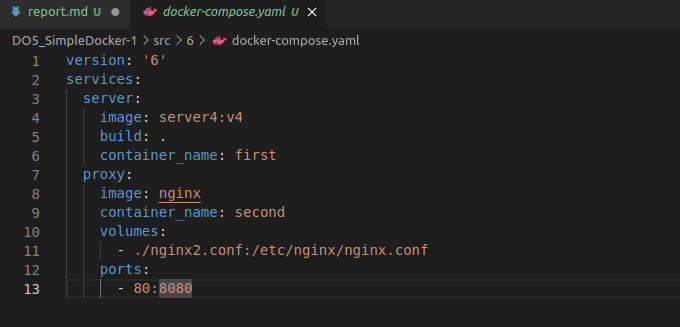 report.md U
docker-compose.yaml U
DO5_SimpleDocker-1 > src > 6 > docker-compose.yaml
1 version: '6'
2 services:
3   server:
4     image: server4:v4
5     build: .
6     container_name: first
7   proxy:
8     image: nginx
9     container_name: second
10     volumes:
11       - ./nginx2.conf:/etc/nginx/nginx.conf
12     ports:
13       - 80:8080